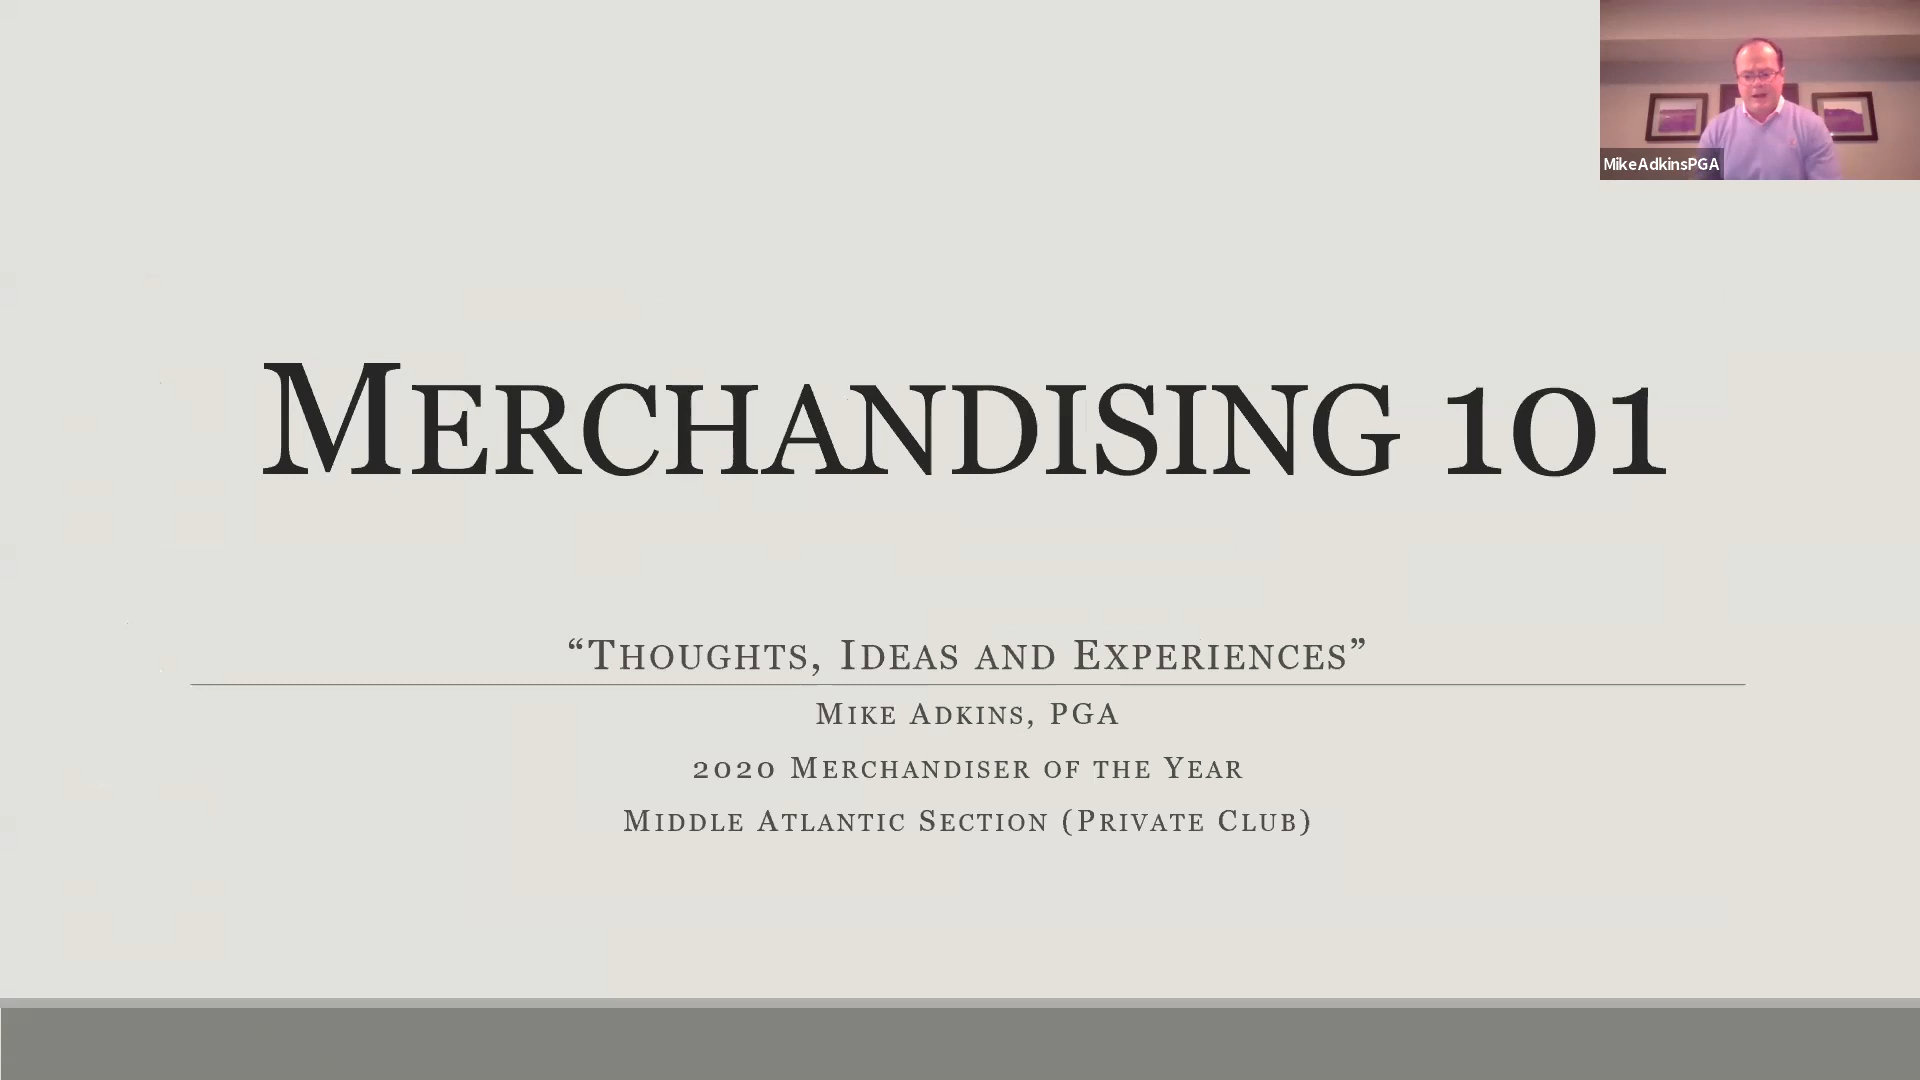 MikeAdkinsPGA
MERCHANDISING 101
“THOUGHTS, IDEAS AND EXPERIENCES”
MIKE ADKINS, PGA
2020 MERCHANDISER OF THE YEAR
MIDDLE ATLANTIC SECTION (PRIVATE CLUB)